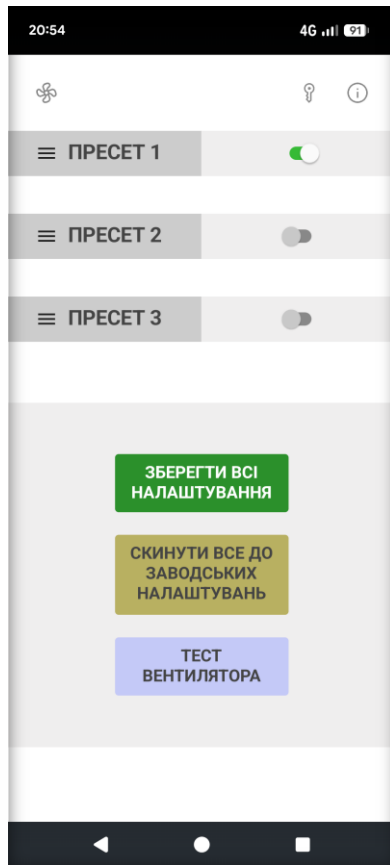 20:54 4G 91
ПРЕСЕТ 1
ПРЕСЕТ 2
ПРЕСЕТ 3
ЗБЕРЕГТИ ВСІ
НАЛАШТУВАННЯ
СКИНУТИ ВСЕ ДО
ЗАВОДСЬКИХ
НАЛАШТУВАНЬ
ТЕСТ
ВЕНТИЛЯТОРА